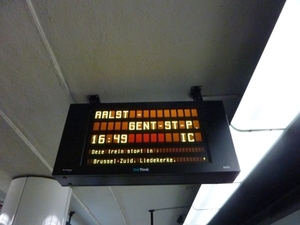 AALST -
GENT-ST-P
16:49 IC
Deze trein stopt in
Brussel-Zuid, Liedekerke,